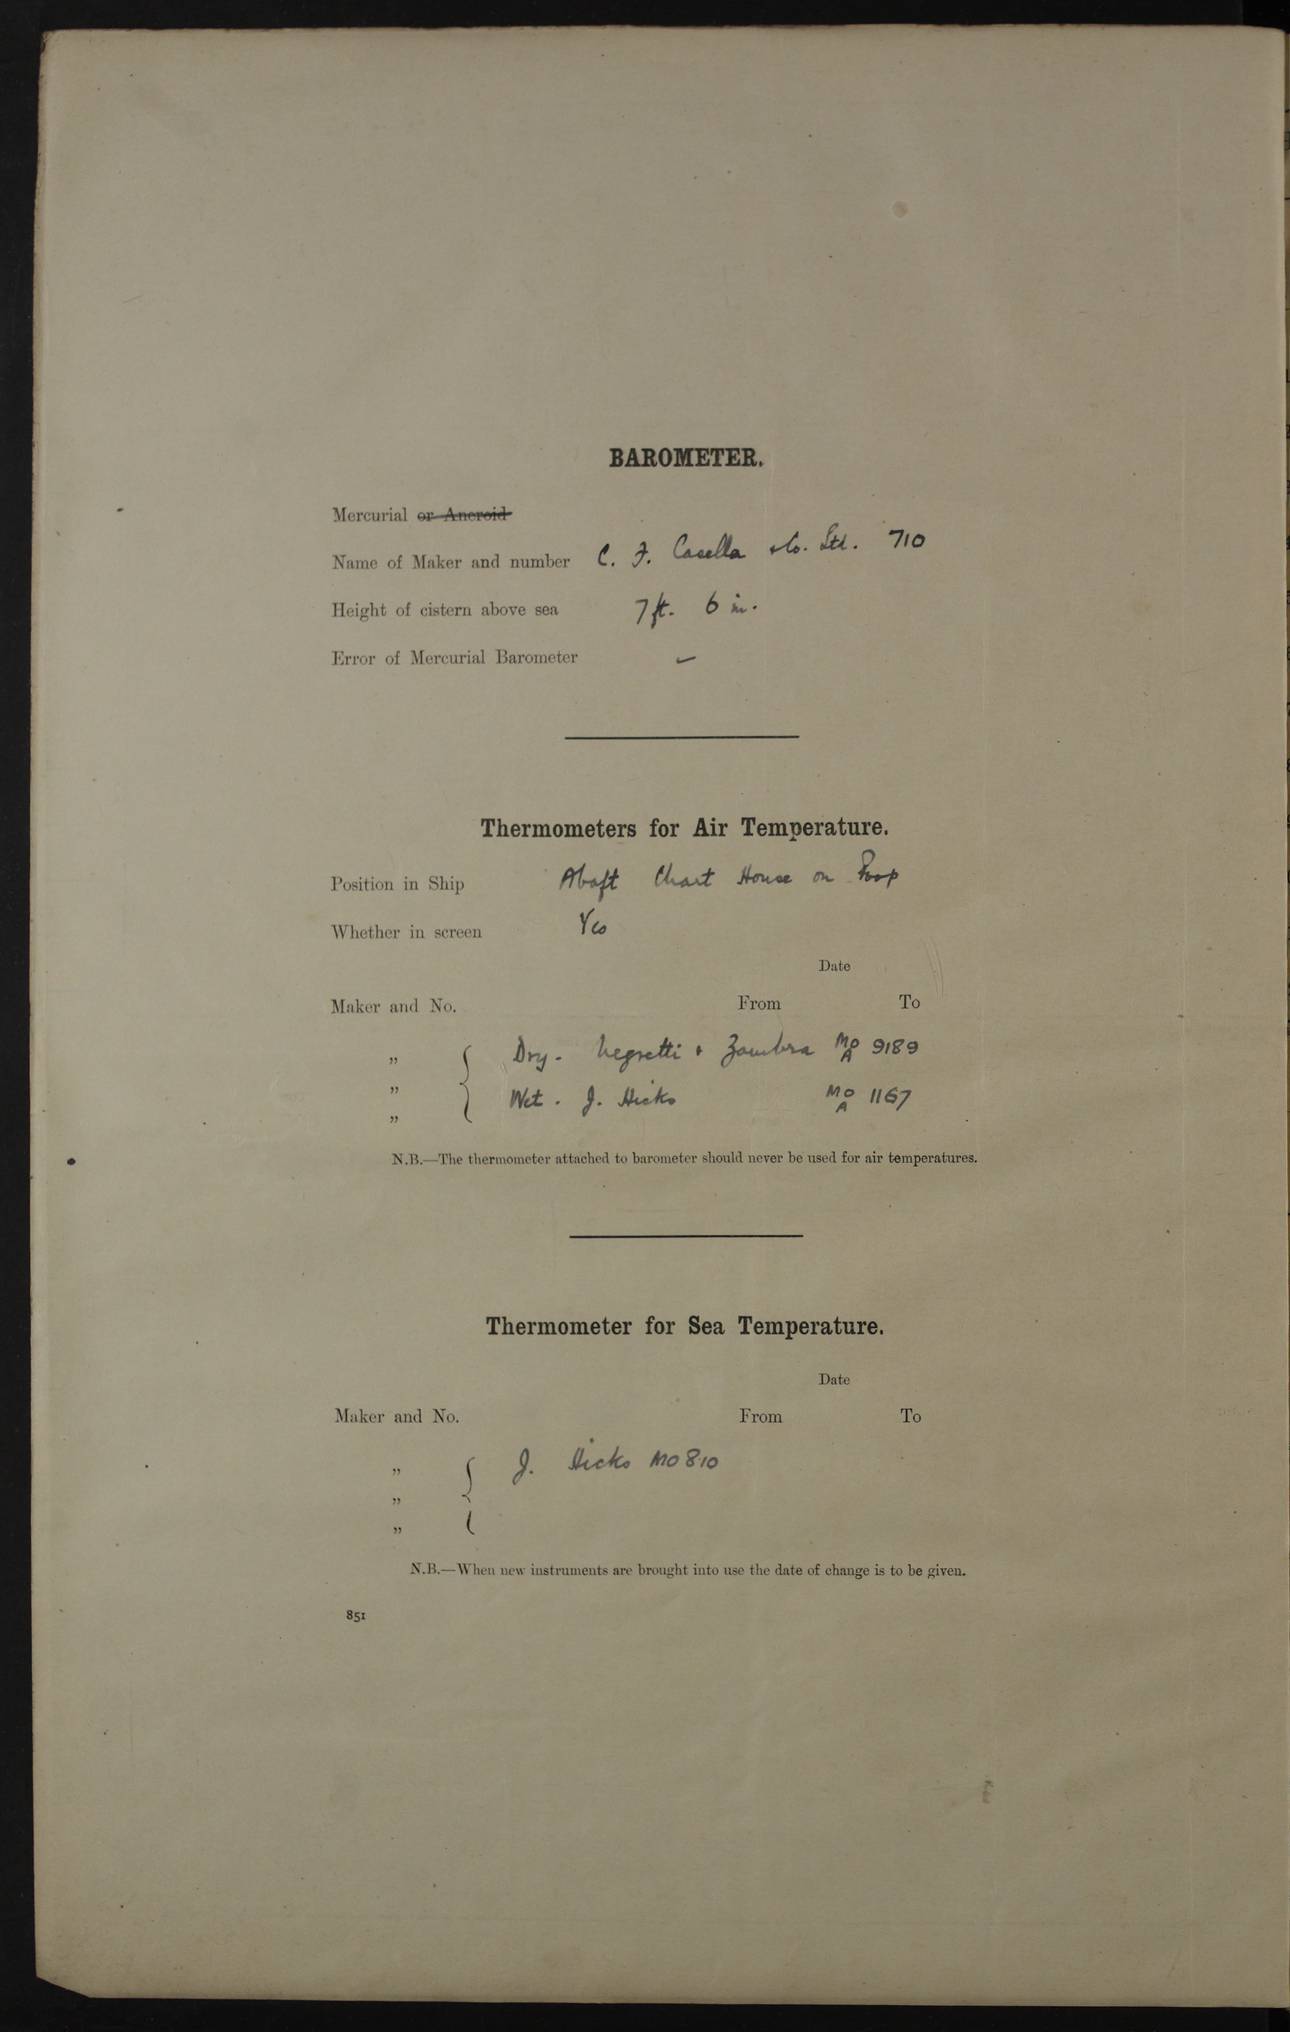 BAROMETER.
Mercurial or Aneroid
Name of Maker and number C. F. Casella & Co. Ltd. 710
Height of cistern above sea 7 ft. 6 in.
Error of Mercurial Barometer –
Thermometers for Air Temperature.
Position in Ship Abaft Chart House on Poop
Whether in screen Yes
Date
Maker and No. From To
„ { Dry - Negretti & Zambra MO A 9189
„ Wet - J. Hicks MO A 1167
„
N.B.—The thermometer attached to barometer should never be used for air temperatures.
Thermometer for Sea Temperature.
Date
Maker and No. From To
„ { J. Hicks MO 810
„
„
N.B.—When new instruments are brought into use the date of change is to be given.
851